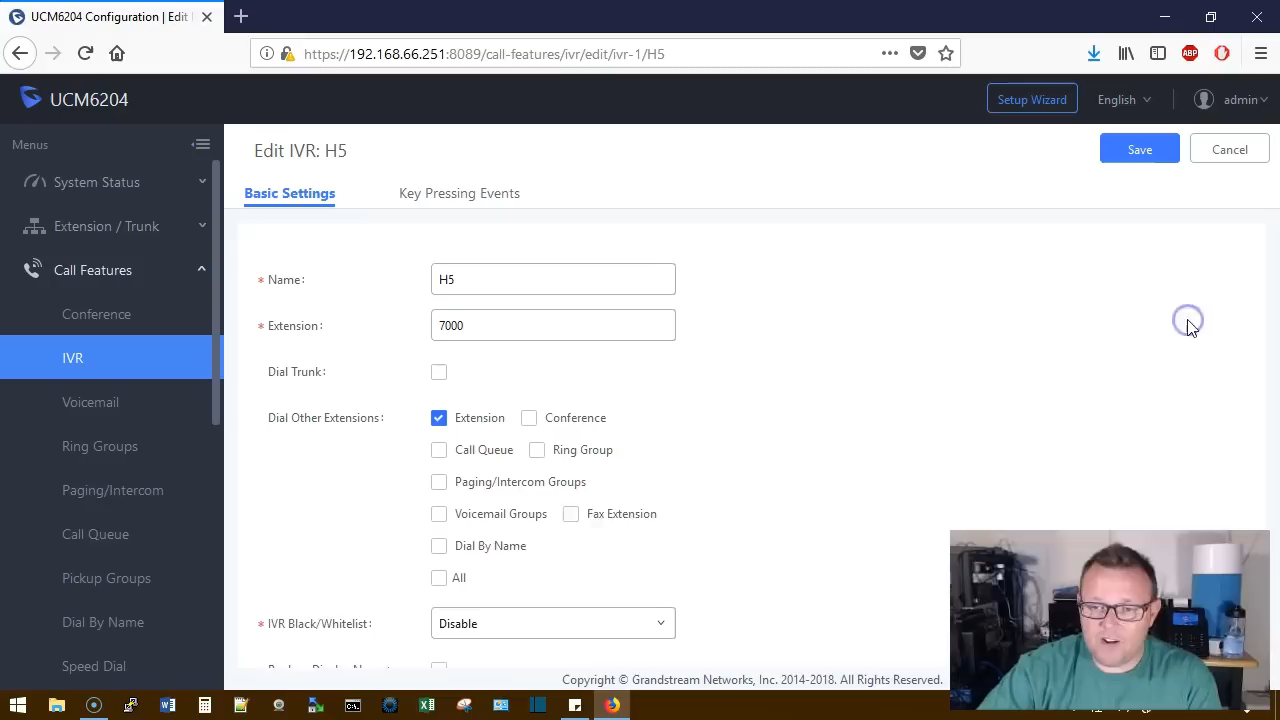 UCM6204 Configuration | Edit
https://192.168.66.251:8089/call-features/ivr/edit/ivr-1/H5
ABP
UCM6204
Setup Wizard
English
admin
Menus
System Status
Extension / Trunk
Call Features
Conference
IVR
Voicemail
Ring Groups
Paging/Intercom
Call Queue
Pickup Groups
Dial By Name
Speed Dial
Edit IVR: H5
Save
Cancel
Basic Settings
Key Pressing Events
* Name:
H5
* Extension:
7000
Dial Trunk:
Dial Other Extensions:
Extension
Conference
Call Queue
Ring Group
Paging/Intercom Groups
Voicemail Groups
Fax Extension
Dial By Name
All
* IVR Black/Whitelist:
Disable
Copyright © Grandstream Networks, Inc. 2014-2018. All Rights Reserved.